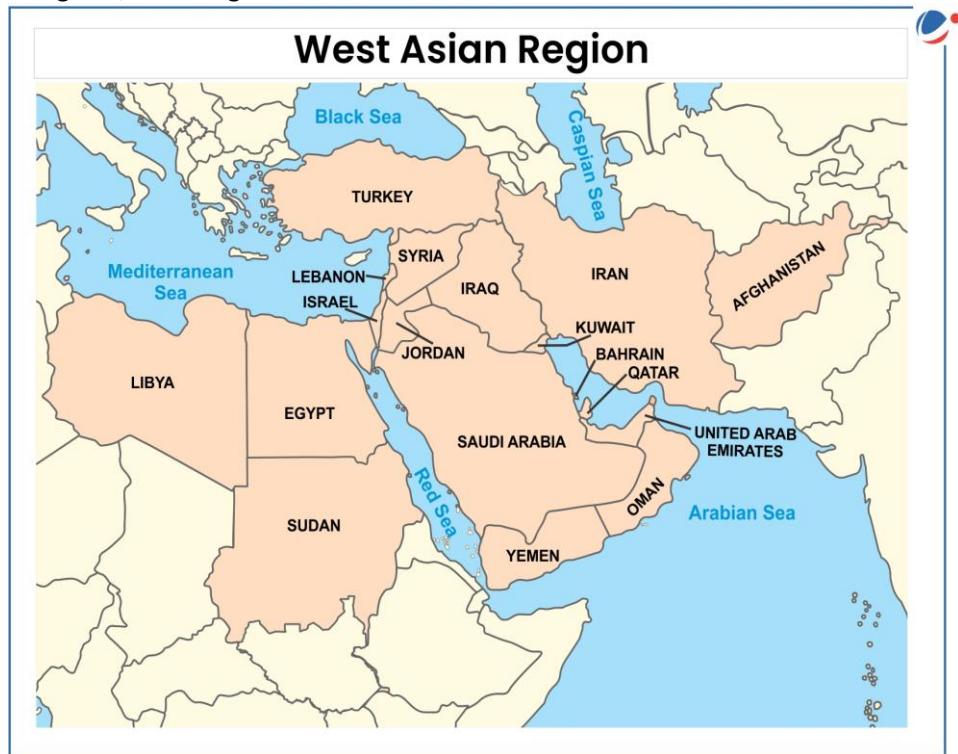 West Asian Region
Black Sea
Caspian Sea
TURKEY
Mediterranean
Sea
SYRIA
LEBANON
ISRAEL
IRAQ
IRAN
AFGHANISTAN
JORDAN
KUWAIT
BAHRAIN
QATAR
LIBYA
EGYPT
SAUDI ARABIA
UNITED ARAB
EMIRATES
Red Sea
OMAN
Arabian Sea
SUDAN
YEMEN